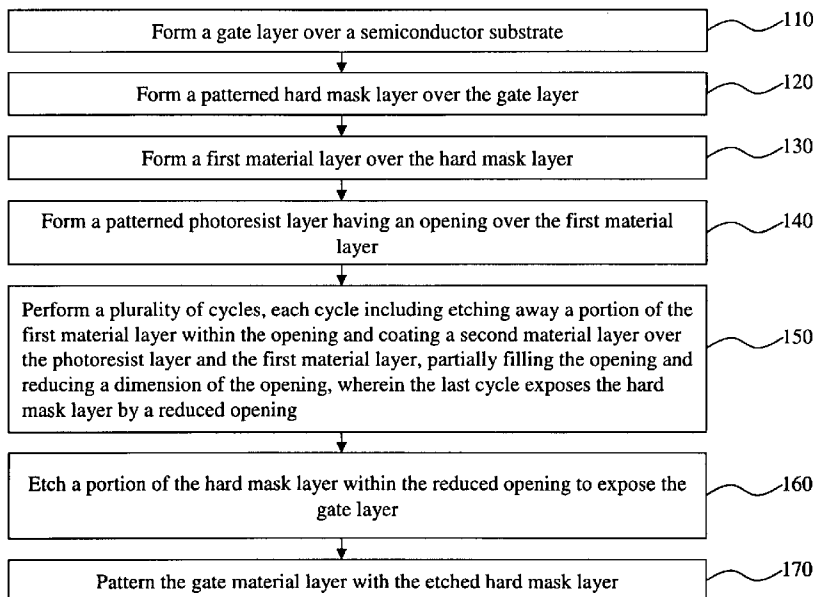 Form a gate layer over a semiconductor substrate
110
Form a patterned hard mask layer over the gate layer
120
Form a first material layer over the hard mask layer
130
Form a patterned photoresist layer having an opening over the first material
layer
140
Perform a plurality of cycles, each cycle including etching away a portion of the
first material layer within the opening and coating a second material layer over
the photoresist layer and the first material layer, partially filling the opening and
reducing a dimension of the opening, wherein the last cycle exposes the hard
mask layer by a reduced opening
150
Etch a portion of the hard mask layer within the reduced opening to expose the
gate layer
160
Pattern the gate material layer with the etched hard mask layer
170